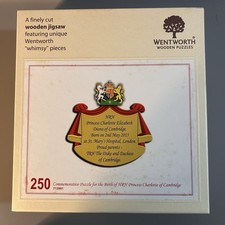 A finely cut
wooden jigsaw
featuring unique
Wentworth
"whimsy" pieces
WENTWORTH
WOODEN PUZZLES
HRH
Princess Charlotte Elizabeth
Diana of Cambridge
Born on 2nd May 2015
at St. Mary's Hospital, London.
Proud parents
TRH The Duke and Duchess
of Cambridge.
250
Commemorative Puzzle for the Birth of HRH Princess Charlotte of Cambridge